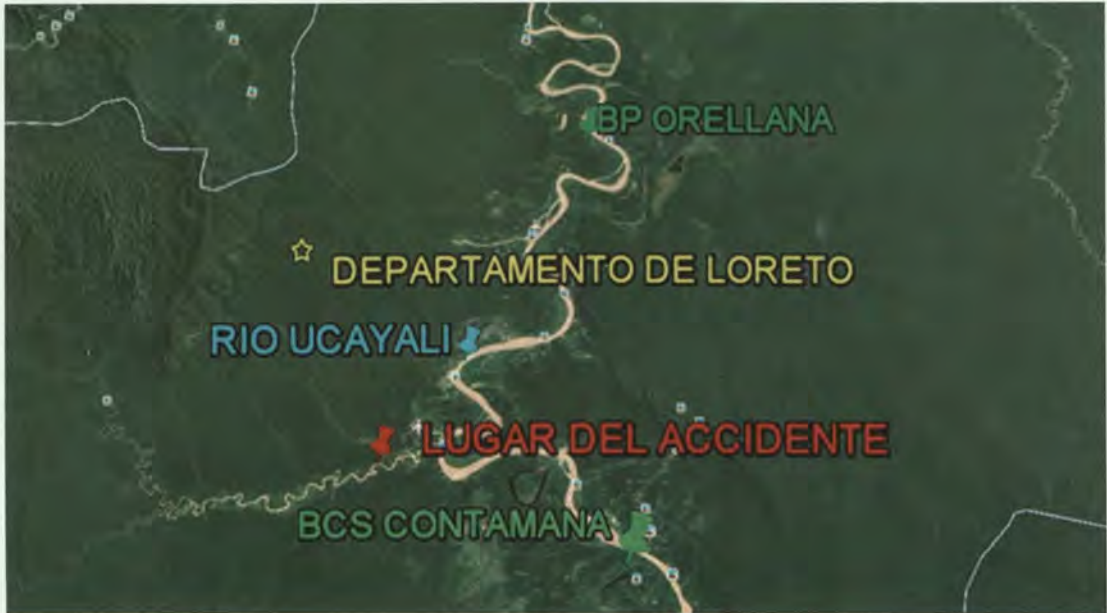 BP ORELLANA
DEPARTAMENTO DE LORETO
RIO UCAYALI
LUGAR DEL ACCIDENTE
BCS CONTAMANA